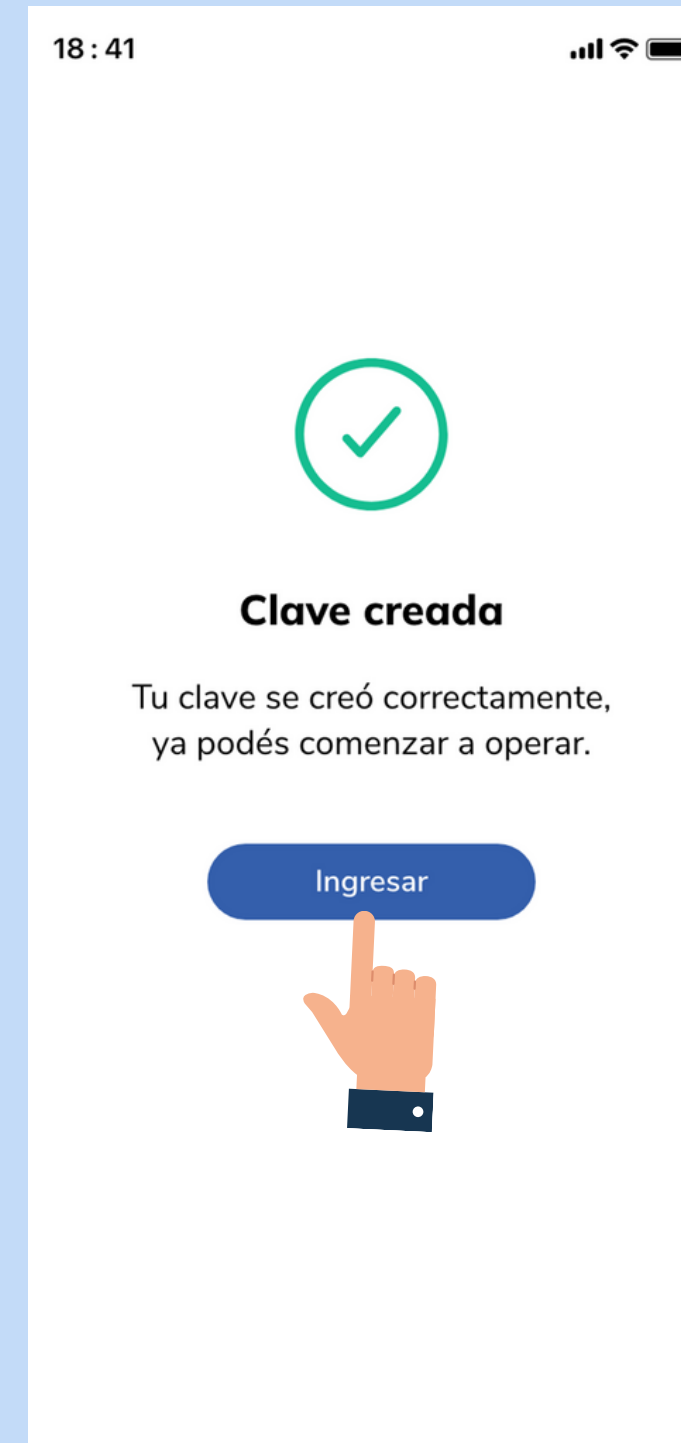 18 : 41
Clave creada
Tu clave se creó correctamente,
ya podés comenzar a operar.
Ingresar